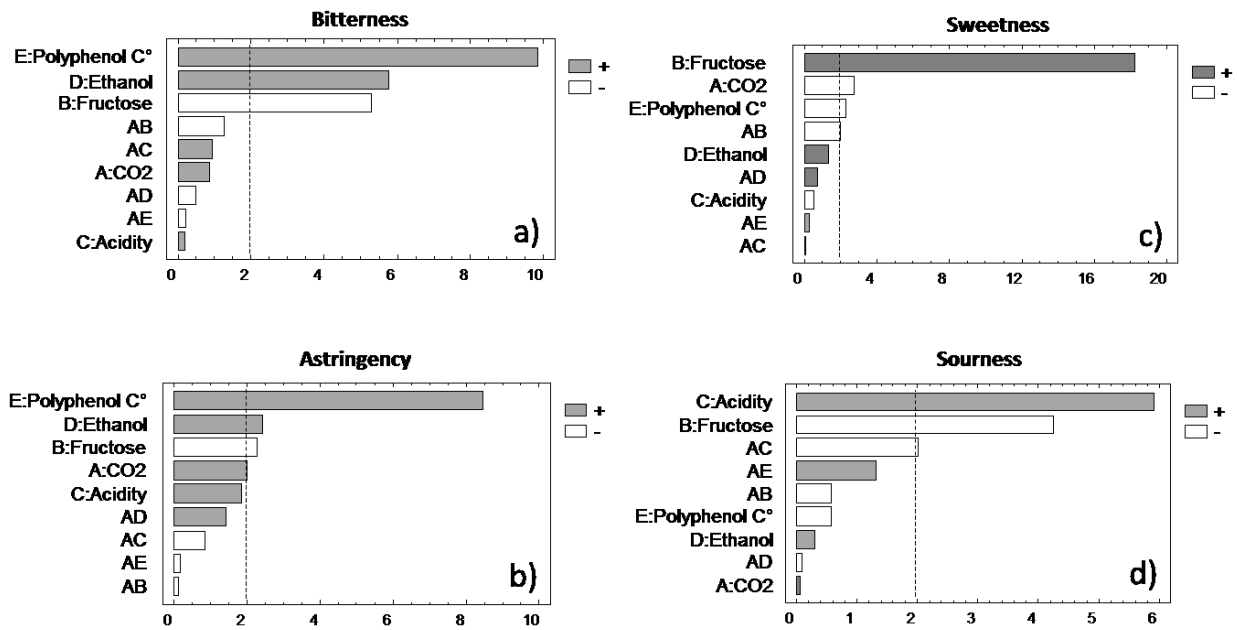 Bitterness
E:Polyphenol C°
D:Ethanol
B:Fructose
AB
AC
A:CO2
AD
AE
C:Acidity
+
-
a)
0 2 4 6 8 10
Sweetness
B:Fructose
A:CO2
E:Polyphenol C°
AB
D:Ethanol
AD
C:Acidity
AE
AC
+
-
c)
0 4 8 12 16 20
Astringency
E:Polyphenol C°
D:Ethanol
B:Fructose
A:CO2
C:Acidity
AD
AC
AE
AB
+
-
b)
0 2 4 6 8 10
Sourness
C:Acidity
B:Fructose
AC
AE
AB
E:Polyphenol C°
D:Ethanol
AD
A:CO2
+
-
d)
0 1 2 3 4 5 6